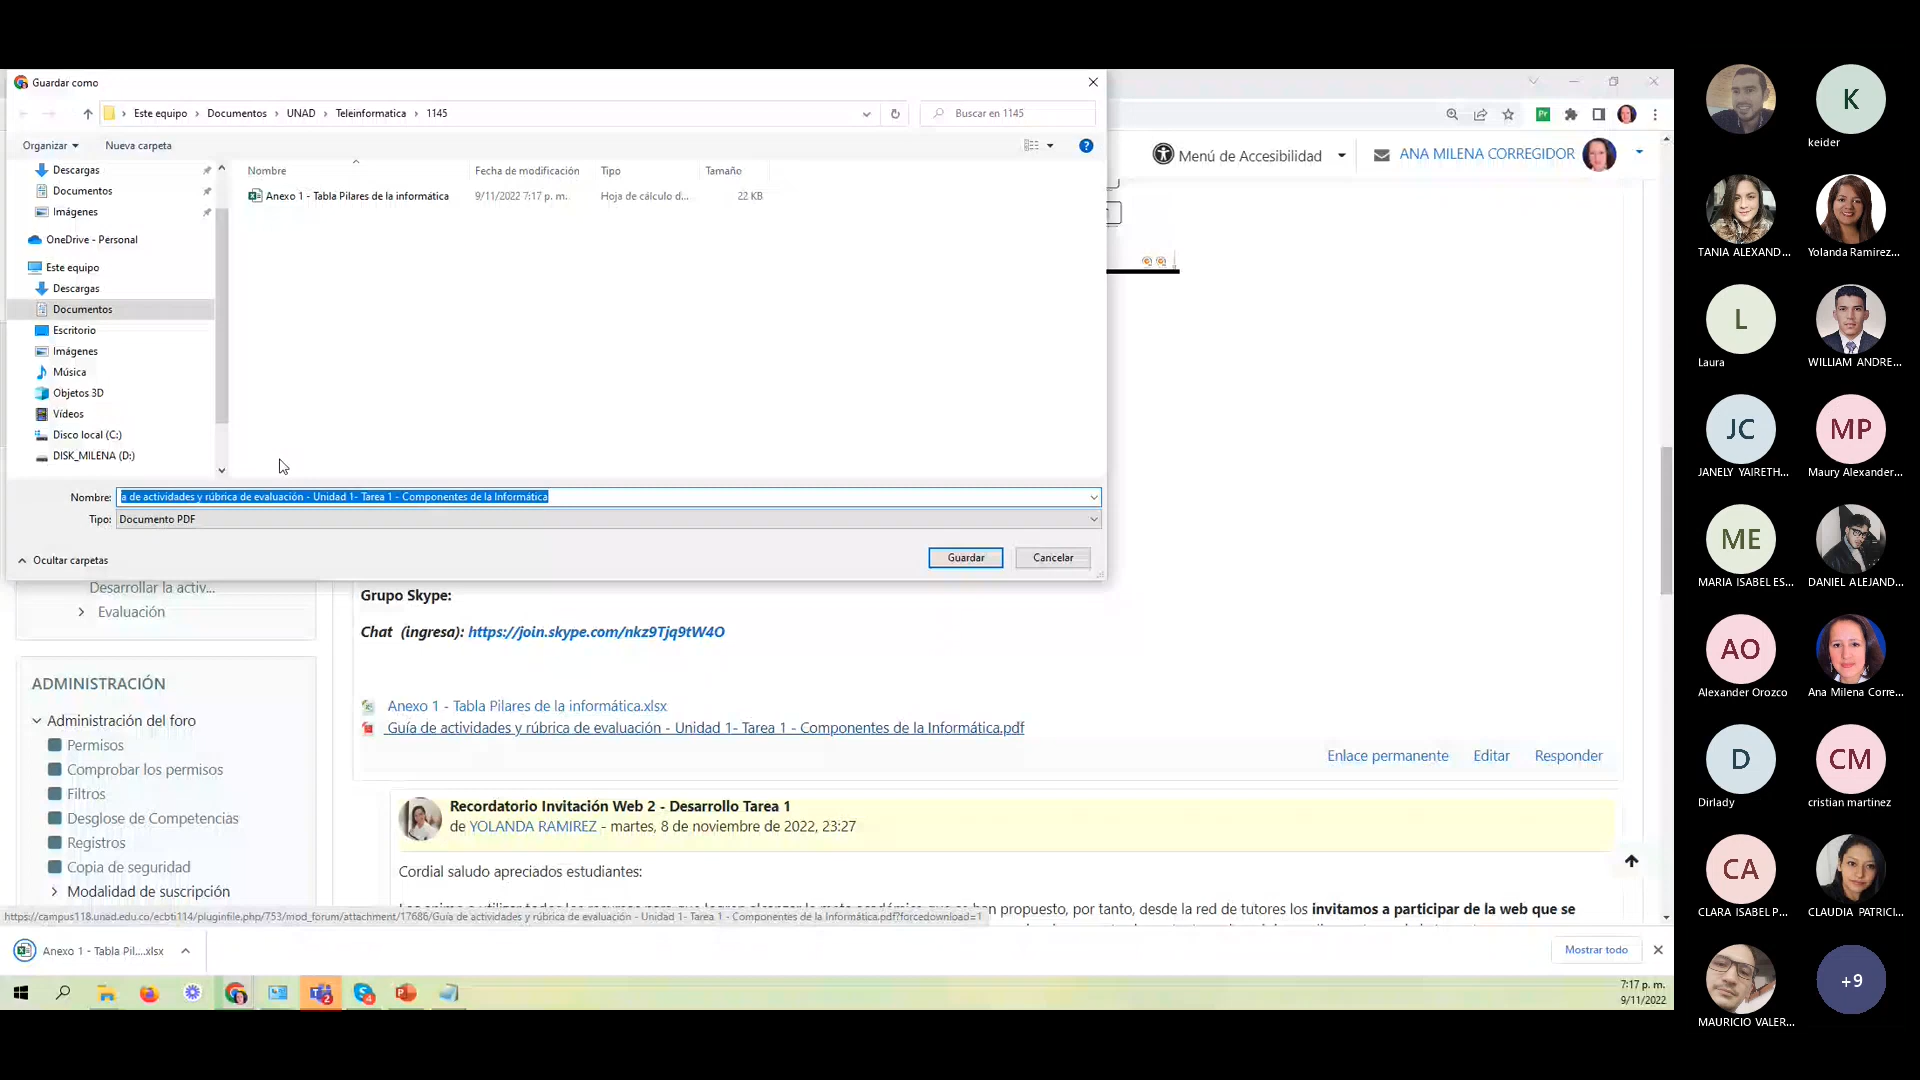 Guardar como
Este equipo > Documentos > UNAD > Teleinformatica > 1145
Buscar en 1145
Organizar
Nueva carpeta
Descargas
Documentos
Imágenes
OneDrive - Personal
Este equipo
Descargas
Documentos
Escritorio
Imágenes
Música
Objetos 3D
Vídeos
Disco local (C:)
DISK_MILENA (D:)
Nombre
Fecha de modificación
Tipo
Tamaño
Anexo 1 - Tabla Pilares de la informática
9/11/2022 7:17 p. m.
Hoja de cálculo d...
22 KB
Nombre:
a de actividades y rúbrica de evaluación - Unidad 1- Tarea 1 - Componentes de la Informática
Tipo:
Documento PDF
Ocultar carpetas
Guardar
Cancelar
Menú de Accesibilidad
ANA MILENA CORREGIDOR
Desarrollar la activ...
Evaluación
ADMINISTRACIÓN
Administración del foro
Permisos
Comprobar los permisos
Filtros
Desglose de Competencias
Registros
Copia de seguridad
Modalidad de suscripción
Grupo Skype:
Chat (ingresa): https://join.skype.com/nkz9Tjq9tW4O
Anexo 1 - Tabla Pilares de la informática.xlsx
Guía de actividades y rúbrica de evaluación - Unidad 1- Tarea 1 - Componentes de la Informática.pdf
Enlace permanente
Editar
Responder
Recordatorio Invitación Web 2 - Desarrollo Tarea 1
de YOLANDA RAMIREZ - martes, 8 de noviembre de 2022, 23:27
Cordial saludo apreciados estudiantes:
han propuesto, por tanto, desde la red de tutores los invitamos a participar de la web que se
https://campus118.unad.edu.co/ecbti114/pluginfile.php/753/mod_forum/attachment/17686/Guía de actividades y rúbrica de evaluación - Unidad 1- Tarea 1 - Componentes de la Informática.pdf?forcedownload=1
Anexo 1 - Tabla Pil....xlsx
Mostrar todo
7:17 p. m.
9/11/2022
K
keider
TANIA ALEXAND...
Yolanda Ramirez...
L
Laura
WILLIAM ANDRE...
JC
JANELY YAIRETH...
MP
Maury Alexander...
ME
MARIA ISABEL ES...
DANIEL ALEJAND...
AO
Alexander Orozco
Ana Milena Corre...
D
Dirlady
CM
cristian martinez
CA
CLARA ISABEL P...
CLAUDIA PATRICI...
MAURICIO VALER...
+9